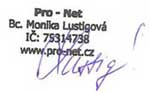 Pro - Net
Bc. Monika Lustigová
IČ: 75314738
www.pro-net.cz